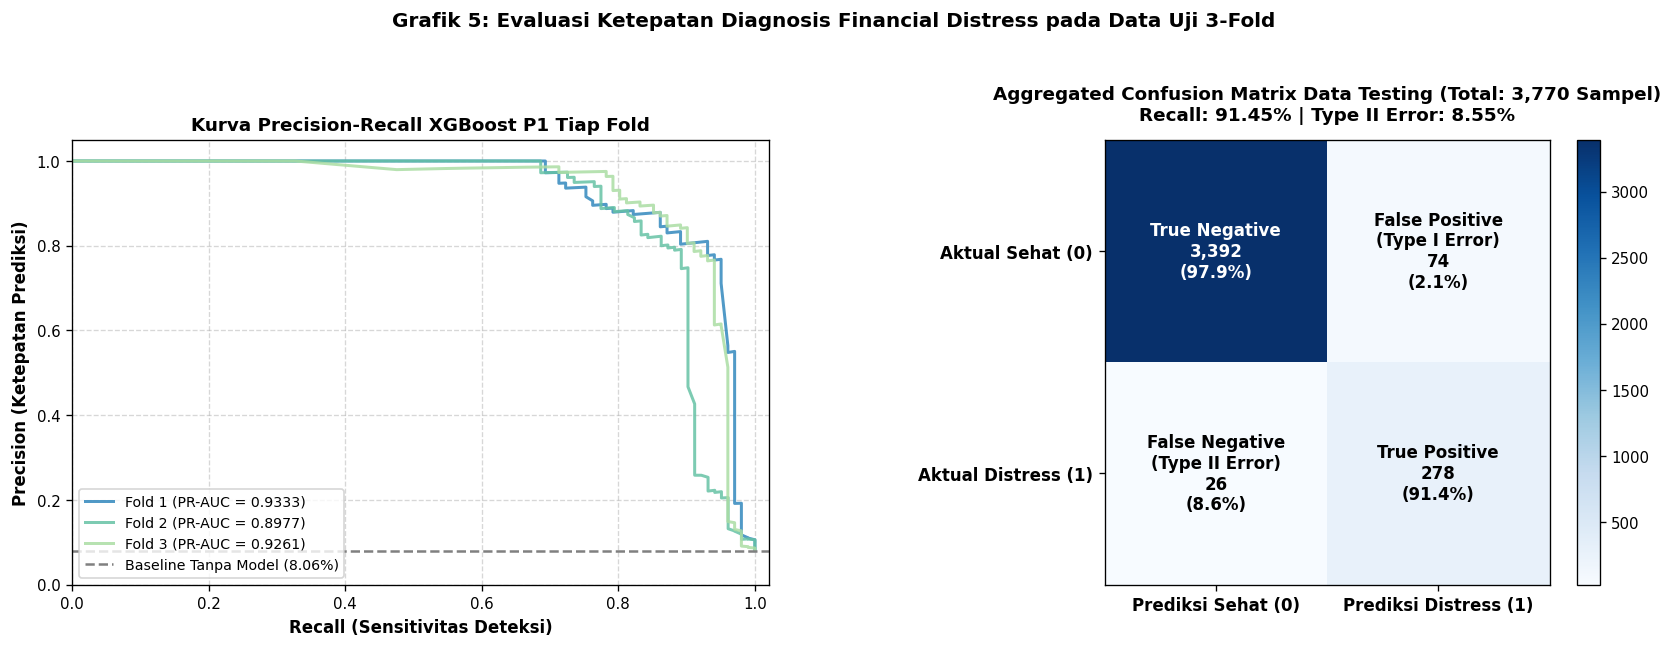 Grafik 5: Evaluasi Ketepatan Diagnosis Financial Distress pada Data Uji 3-Fold
Kurva Precision-Recall XGBoost P1 Tiap Fold
Precision (Ketepatan Prediksi)
1.0
0.8
0.6
0.4
0.2
0.0
Fold 1 (PR-AUC = 0.9333)
Fold 2 (PR-AUC = 0.8977)
Fold 3 (PR-AUC = 0.9261)
Baseline Tanpa Model (8.06%)
0.0 0.2 0.4 0.6 0.8 1.0
Recall (Sensitivitas Deteksi)
Aggregated Confusion Matrix Data Testing (Total: 3,770 Sampel)
Recall: 91.45% | Type II Error: 8.55%
Aktual Sehat (0)
True Negative
3,392
(97.9%)
False Positive
(Type I Error)
74
(2.1%)
Aktual Distress (1)
False Negative
(Type II Error)
26
(8.6%)
True Positive
278
(91.4%)
Prediksi Sehat (0) Prediksi Distress (1)
3000
2500
2000
1500
1000
500